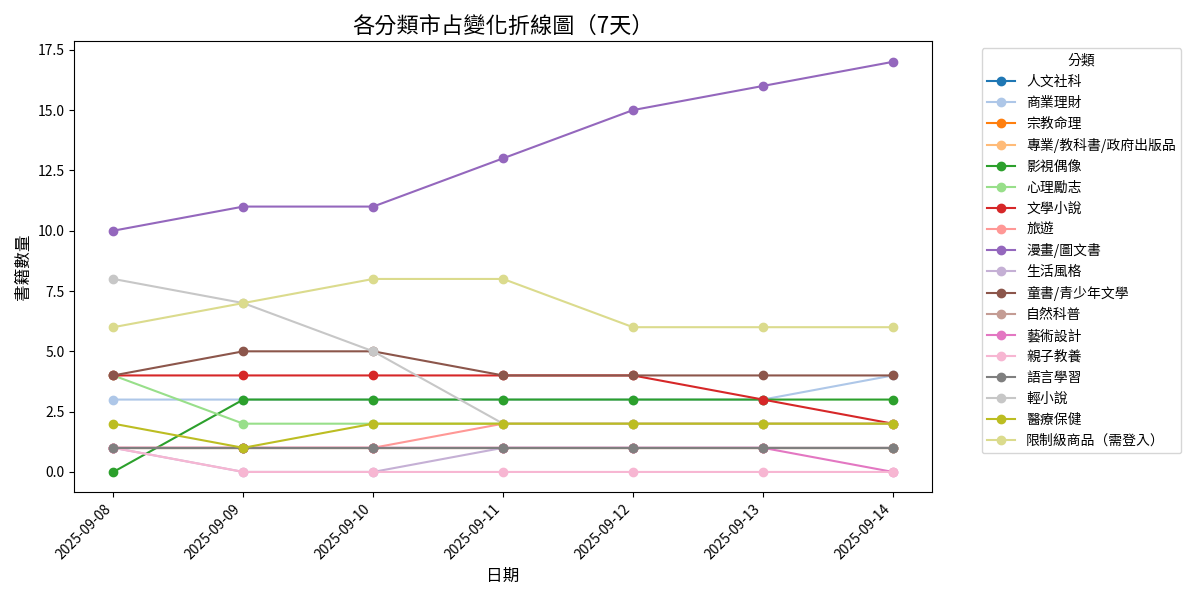 各分類市占變化折線圖（7天）
書籍數量
17.5
15.0
12.5
10.0
7.5
5.0
2.5
0.0
2025-09-08
2025-09-09
2025-09-10
2025-09-11
2025-09-12
2025-09-13
2025-09-14
日期
分類
人文社科
商業理財
宗教命理
專業/教科書/政府出版品
影視偶像
心理勵志
文學小說
旅遊
漫畫/圖文書
生活風格
童書/青少年文學
自然科普
藝術設計
親子教養
語言學習
輕小說
醫療保健
限制級商品（需登入）